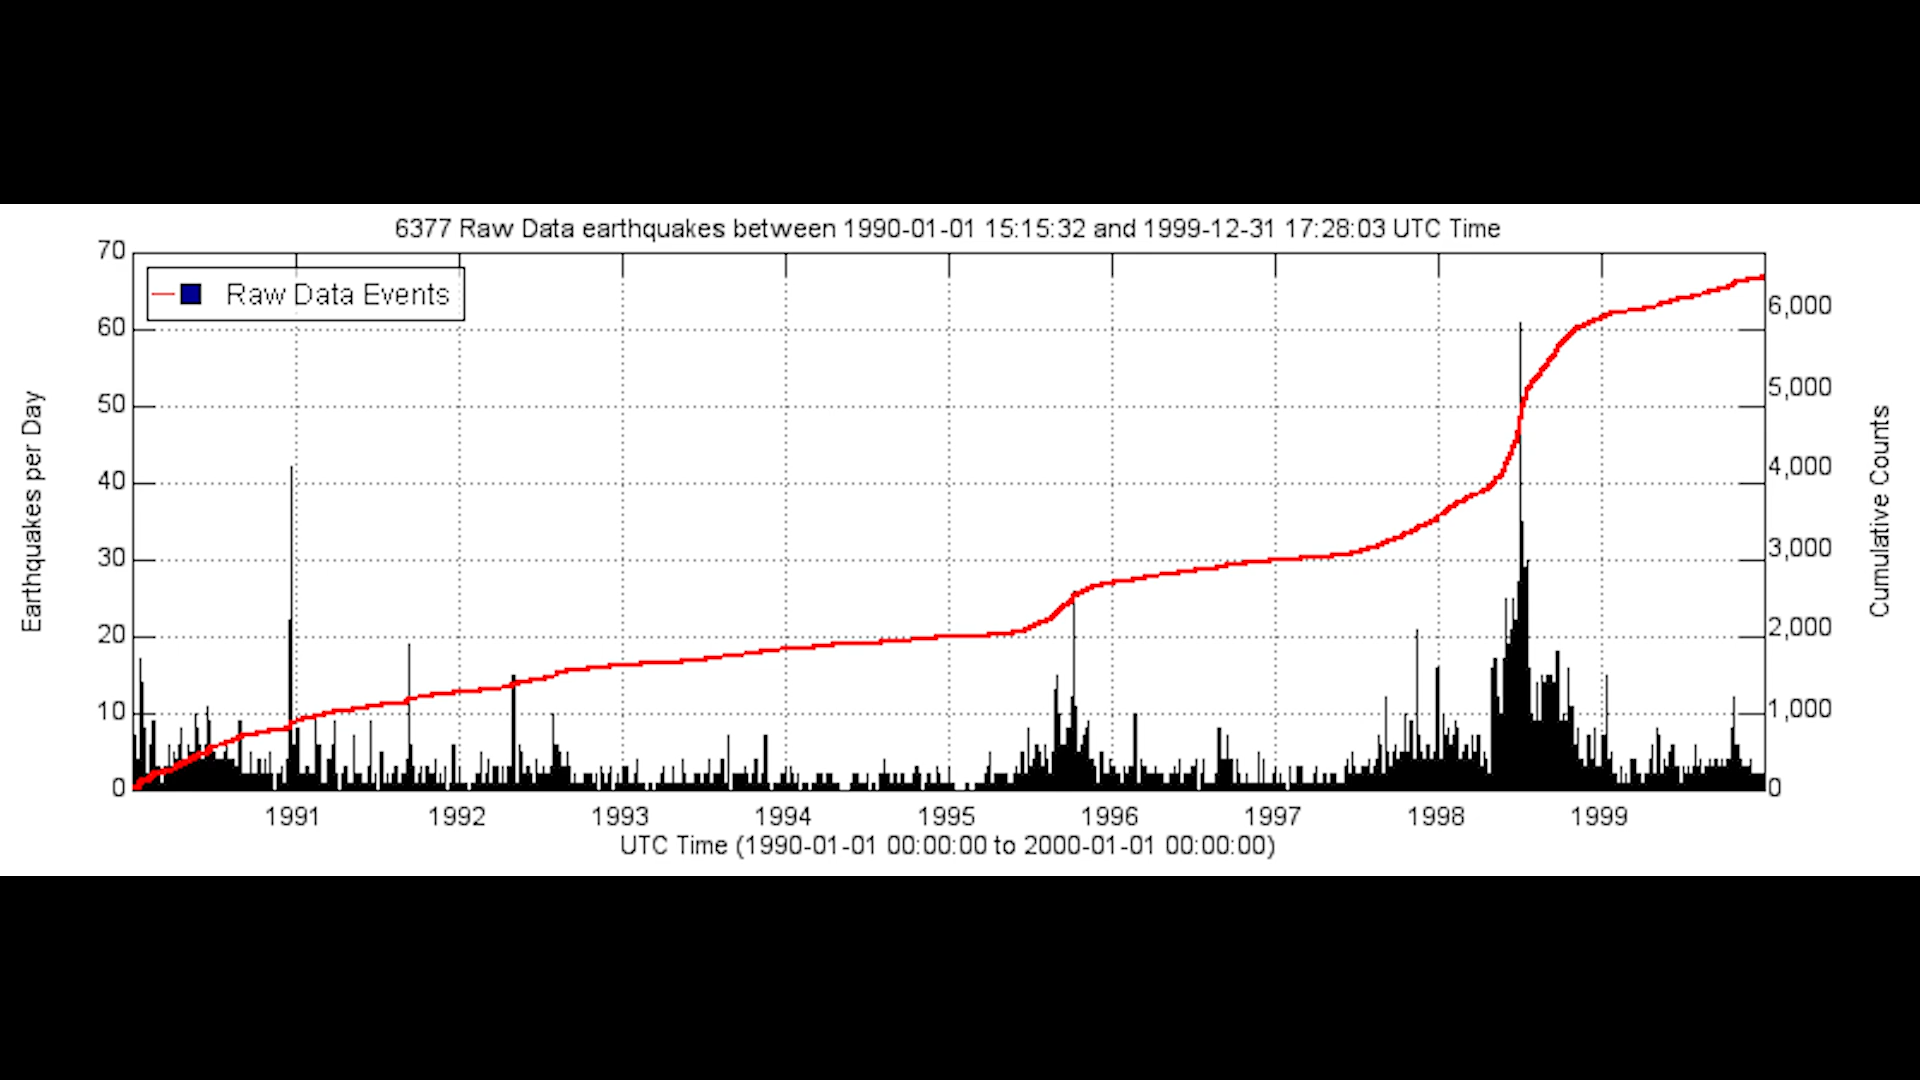 6377 Raw Data earthquakes between 1990-01-01 15:15:32 and 1999-12-31 17:28:03 UTC Time
Raw Data Events
Earthquakes per Day
70
60
50
40
30
20
10
0
6,000
5,000
4,000
3,000
2,000
1,000
0
Cumulative Counts
1991 1992 1993 1994 1995 1996 1997 1998 1999
UTC Time (1990-01-01 00:00:00 to 2000-01-01 00:00:00)